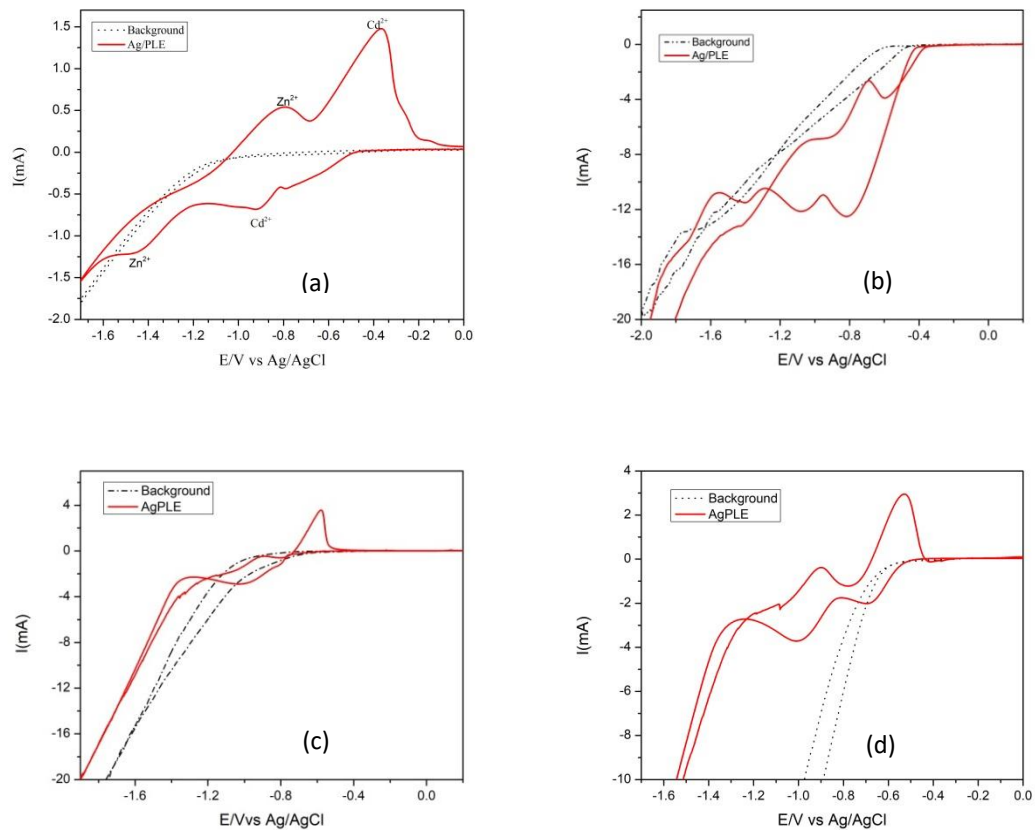 1.5
1.0
0.5
0.0
-0.5
-1.0
-1.5
-2.0
I(mA)
Background
Ag/PLE
Cd²⁺
Zn²⁺
Cd²⁺
Zn²⁺
(a)
-1.6 -1.4 -1.2 -1.0 -0.8 -0.6 -0.4 -0.2 0.0
E/V vs Ag/AgCl
0
-4
-8
-12
-16
-20
I(mA)
Background
Ag/PLE
(b)
-2.0 -1.6 -1.2 -0.8 -0.4 0.0
E/V vs Ag/AgCl
4
0
-4
-8
-12
-16
-20
I(mA)
Background
AgPLE
(c)
-1.6 -1.2 -0.8 -0.4 0.0
E/Vvs Ag/AgCl
4
2
0
-2
-4
-6
-8
-10
I(mA)
Background
AgPLE
(d)
-1.6 -1.4 -1.2 -1.0 -0.8 -0.6 -0.4 -0.2 0.0
E/V vs Ag/AgCl